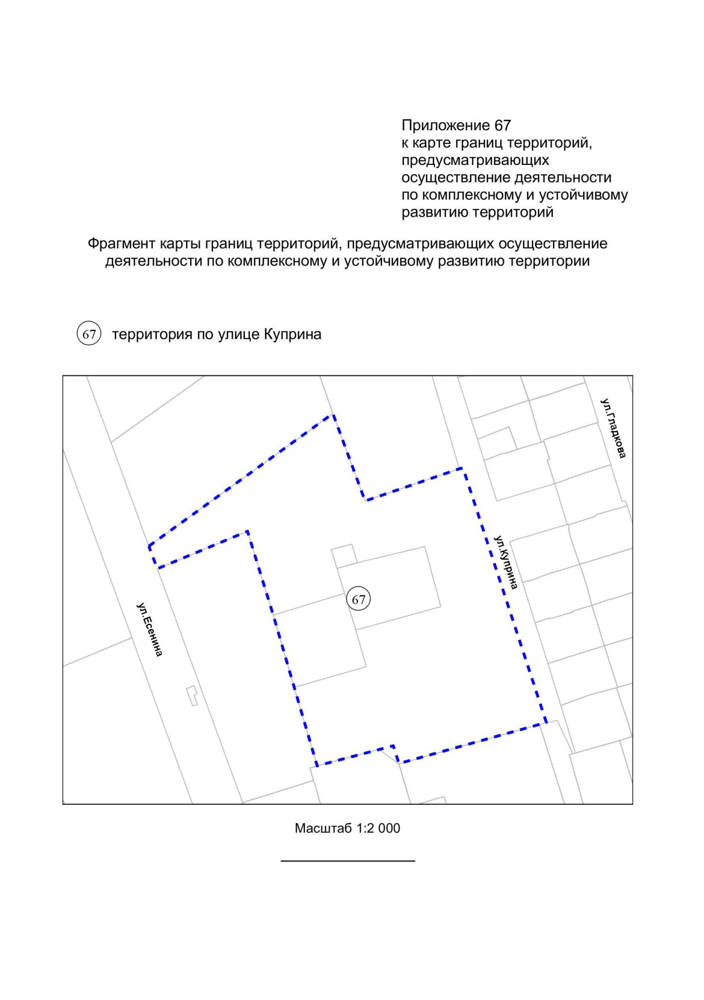 Приложение 67
к карте границ территорий,
предусматривающих
осуществление деятельности
по комплексному и устойчивому
развитию территорий
Фрагмент карты границ территорий, предусматривающих осуществление
деятельности по комплексному и устойчивому развитию территории
67 территория по улице Куприна
ул.Гладкова
ул.Куприна
67
ул.Есенина
Масштаб 1:2 000